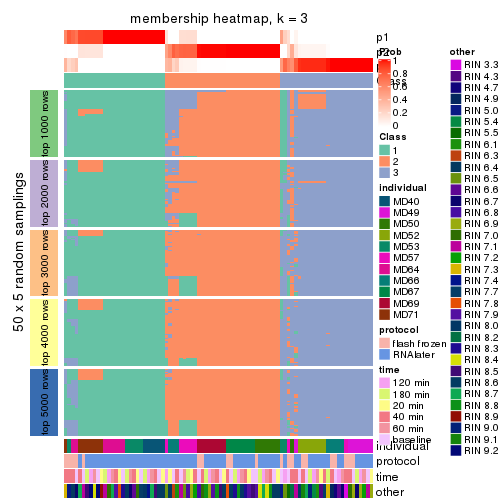 membership heatmap, k = 3
p1
p2
Class
50 x 5 random samplings
top 1000 rows
top 2000 rows
top 3000 rows
top 4000 rows
top 5000 rows
individual
protocol
time
other
Prob
1
0.8
0.6
0.4
0.2
0
Class
1
2
3
individual
MD40
MD49
MD50
MD52
MD53
MD57
MD64
MD66
MD67
MD69
MD71
protocol
flash frozen
RNAlater
time
120 min
180 min
20 min
40 min
60 min
baseline
other
RIN 3.3
RIN 4.3
RIN 4.7
RIN 4.9
RIN 5.0
RIN 5.4
RIN 5.5
RIN 6.1
RIN 6.3
RIN 6.4
RIN 6.5
RIN 6.6
RIN 6.7
RIN 6.8
RIN 6.9
RIN 7.0
RIN 7.1
RIN 7.2
RIN 7.3
RIN 7.4
RIN 7.7
RIN 7.8
RIN 7.9
RIN 8.0
RIN 8.2
RIN 8.3
RIN 8.4
RIN 8.5
RIN 8.6
RIN 8.7
RIN 8.8
RIN 8.9
RIN 9.0
RIN 9.1
RIN 9.2